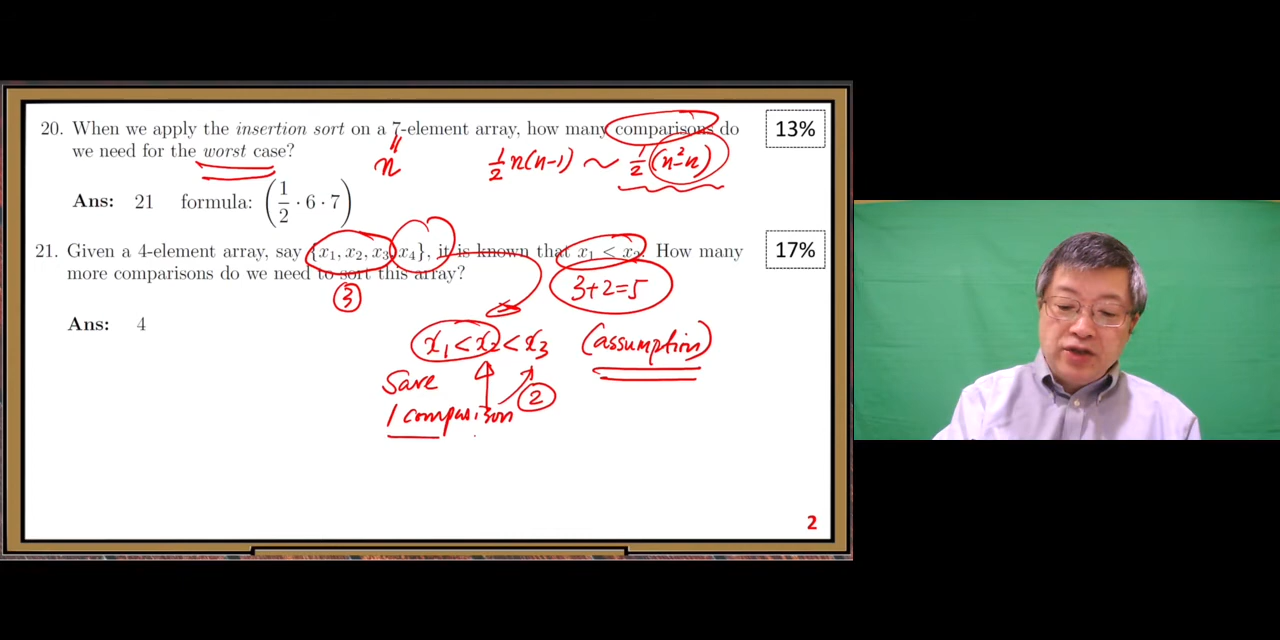 20. When we apply the insertion sort on a 7-element array, how many comparisons do
we need for the worst case?
13%
n
1/2 n(n-1) ~ 1/2 (n²-n)
Ans: 21 formula: (1/2 · 6 · 7)
21. Given a 4-element array, say {x₁, x₂, x₃, x₄}, it is known that x₁ < x₂. How many
more comparisons do we need to sort this array?
17%
3
3+2=5
Ans: 4
x₁ < x₂ < x₃ (assumption)
Save
2
1 comparison
2